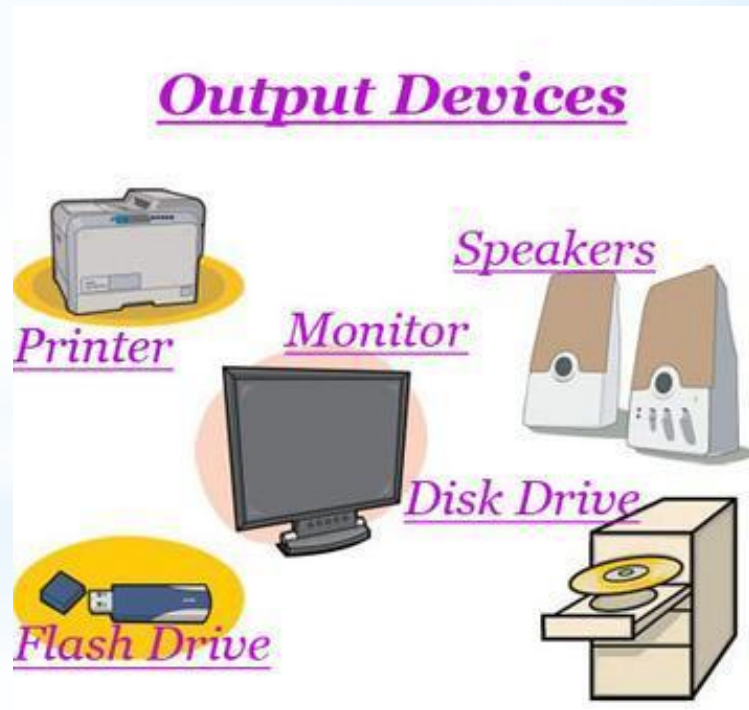 Output Devices
Speakers
Printer
Monitor
Disk Drive
Flash Drive